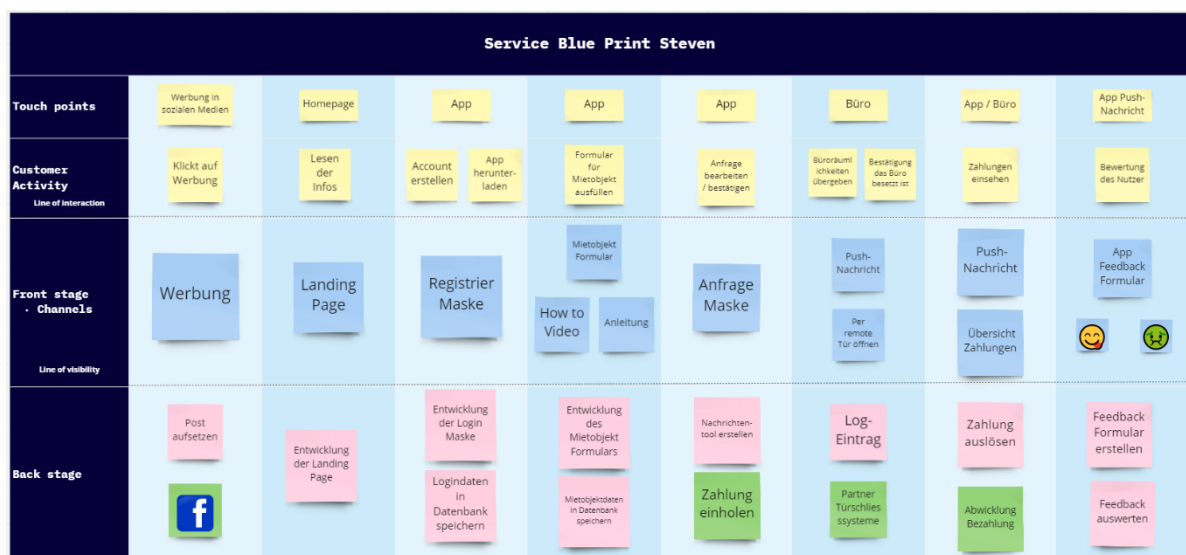 Service Blue Print Steven
Touch points
Werbung in
sozialen Medien
Homepage
App
App
App
Büro
App / Büro
App Push-
Nachricht
Customer
Activity
Line of interaction
Klickt auf
Werbung
Lesen
der
Infos
Account
erstellen
App
herunter-
laden
Formular
für
Mietobjekt
ausfüllen
Anfrage
bearbeiten
/ bestätigen
Büroräuml
ichkeiten
übergeben
Bestätigung
das Büro
besetzt ist
Zahlungen
einsehen
Bewertung
des Nutzer
Front stage
· Channels
Line of visibility
Werbung
Landing
Page
Registrier
Maske
Mietobjekt
Formular
How to
Video
Anleitung
Anfrage
Maske
Push-
Nachricht
Per
remote
Tür öffnen
Push-
Nachricht
Übersicht
Zahlungen
App
Feedback
Formular
Back stage
Post
aufsetzen
f
Entwicklung
der Landing
Page
Entwicklung
der Login
Maske
Logindaten
in
Datenbank
speichern
Entwicklung
des
Mietobjekt
Formulars
Mietobjektdaten
in Datenbank
speichern
Nachrichten-
tool erstellen
Zahlung
einholen
Log-
Eintrag
Partner
Türschliess
systeme
Zahlung
auslösen
Abwicklung
Bezahlung
Feedback
Formular
erstellen
Feedback
auswerten